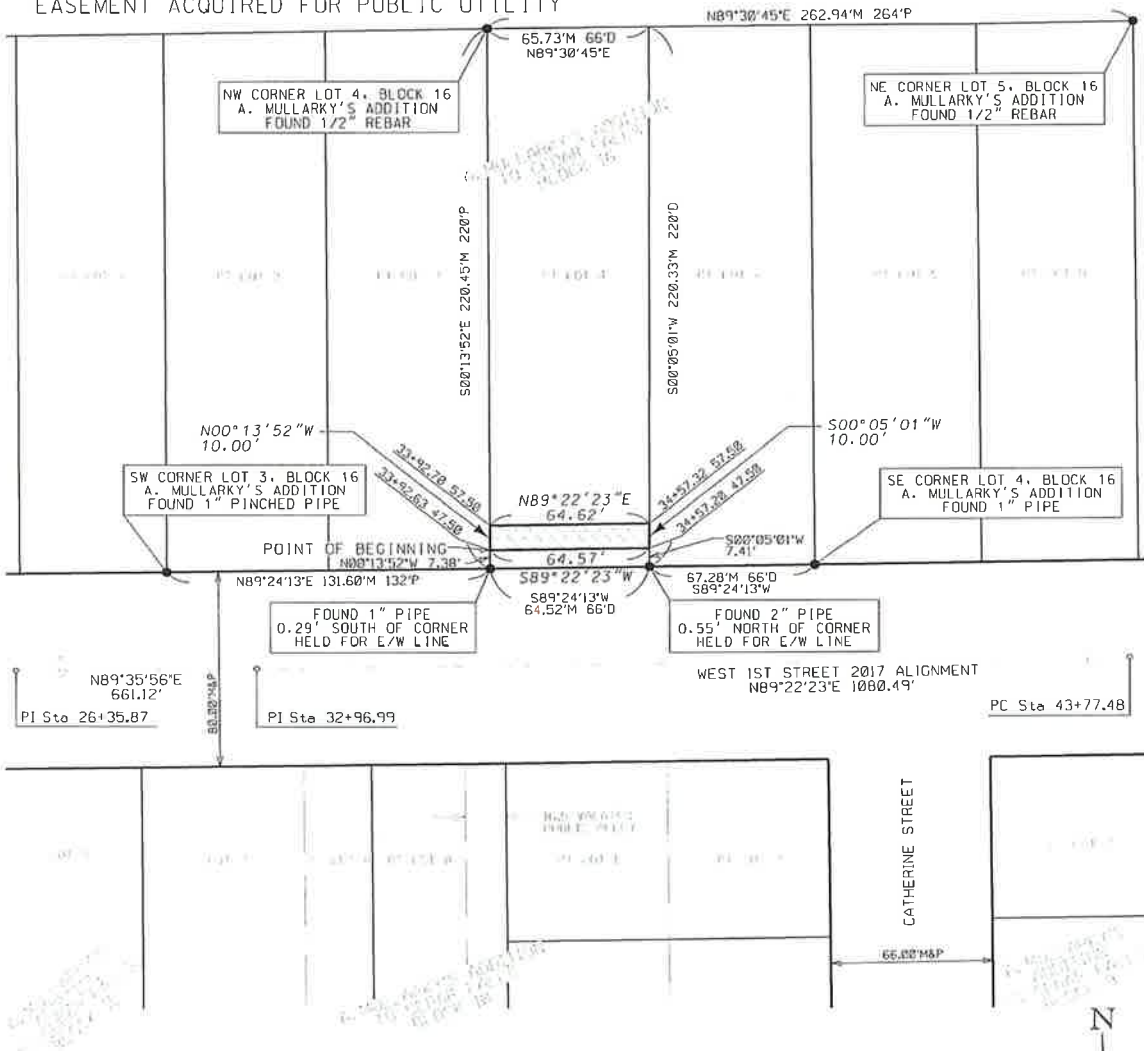 EASEMENT ACQUIRED FOR PUBLIC UTILITY
N89°30'45"E 262.94'M 264'P
65.73'M 66'D
N89°30'45"E
NW CORNER LOT 4, BLOCK 16
A. MULLARKY'S ADDITION
FOUND 1/2" REBAR
NE CORNER LOT 5, BLOCK 16
A. MULLARKY'S ADDITION
FOUND 1/2" REBAR
S00°13'52"E 220.45'M 220'P
S00°05'01"W 220.33'M 220'D
N00°13'52"W
10.00'
S00°05'01"W
10.00'
33+92.70 57.50
33+92.63 47.50
34+57.32 57.50
34+57.20 47.50
SW CORNER LOT 3, BLOCK 16
A. MULLARKY'S ADDITION
FOUND 1" PINCHED PIPE
SE CORNER LOT 4, BLOCK 16
A. MULLARKY'S ADDITION
FOUND 1" PIPE
N89°22'23"E
64.62'
POINT OF BEGINNING
N00°13'52"W 7.38'
64.57'
S89°22'23"W
S00°05'01"W
7.41'
N89°24'13"E 131.60'M 132'P
S89°24'13"W
64.52'M 66'D
67.28'M 66'D
S89°24'13"W
FOUND 1" PIPE
0.29' SOUTH OF CORNER
HELD FOR E/W LINE
FOUND 2" PIPE
0.55' NORTH OF CORNER
HELD FOR E/W LINE
WEST 1ST STREET 2017 ALIGNMENT
N89°22'23"E 1080.49'
N89°35'56"E
661.12'
80.00'M&P
PI Sta 26+35.87
PI Sta 32+96.99
PC Sta 43+77.48
CATHERINE STREET
66.00'M&P
N